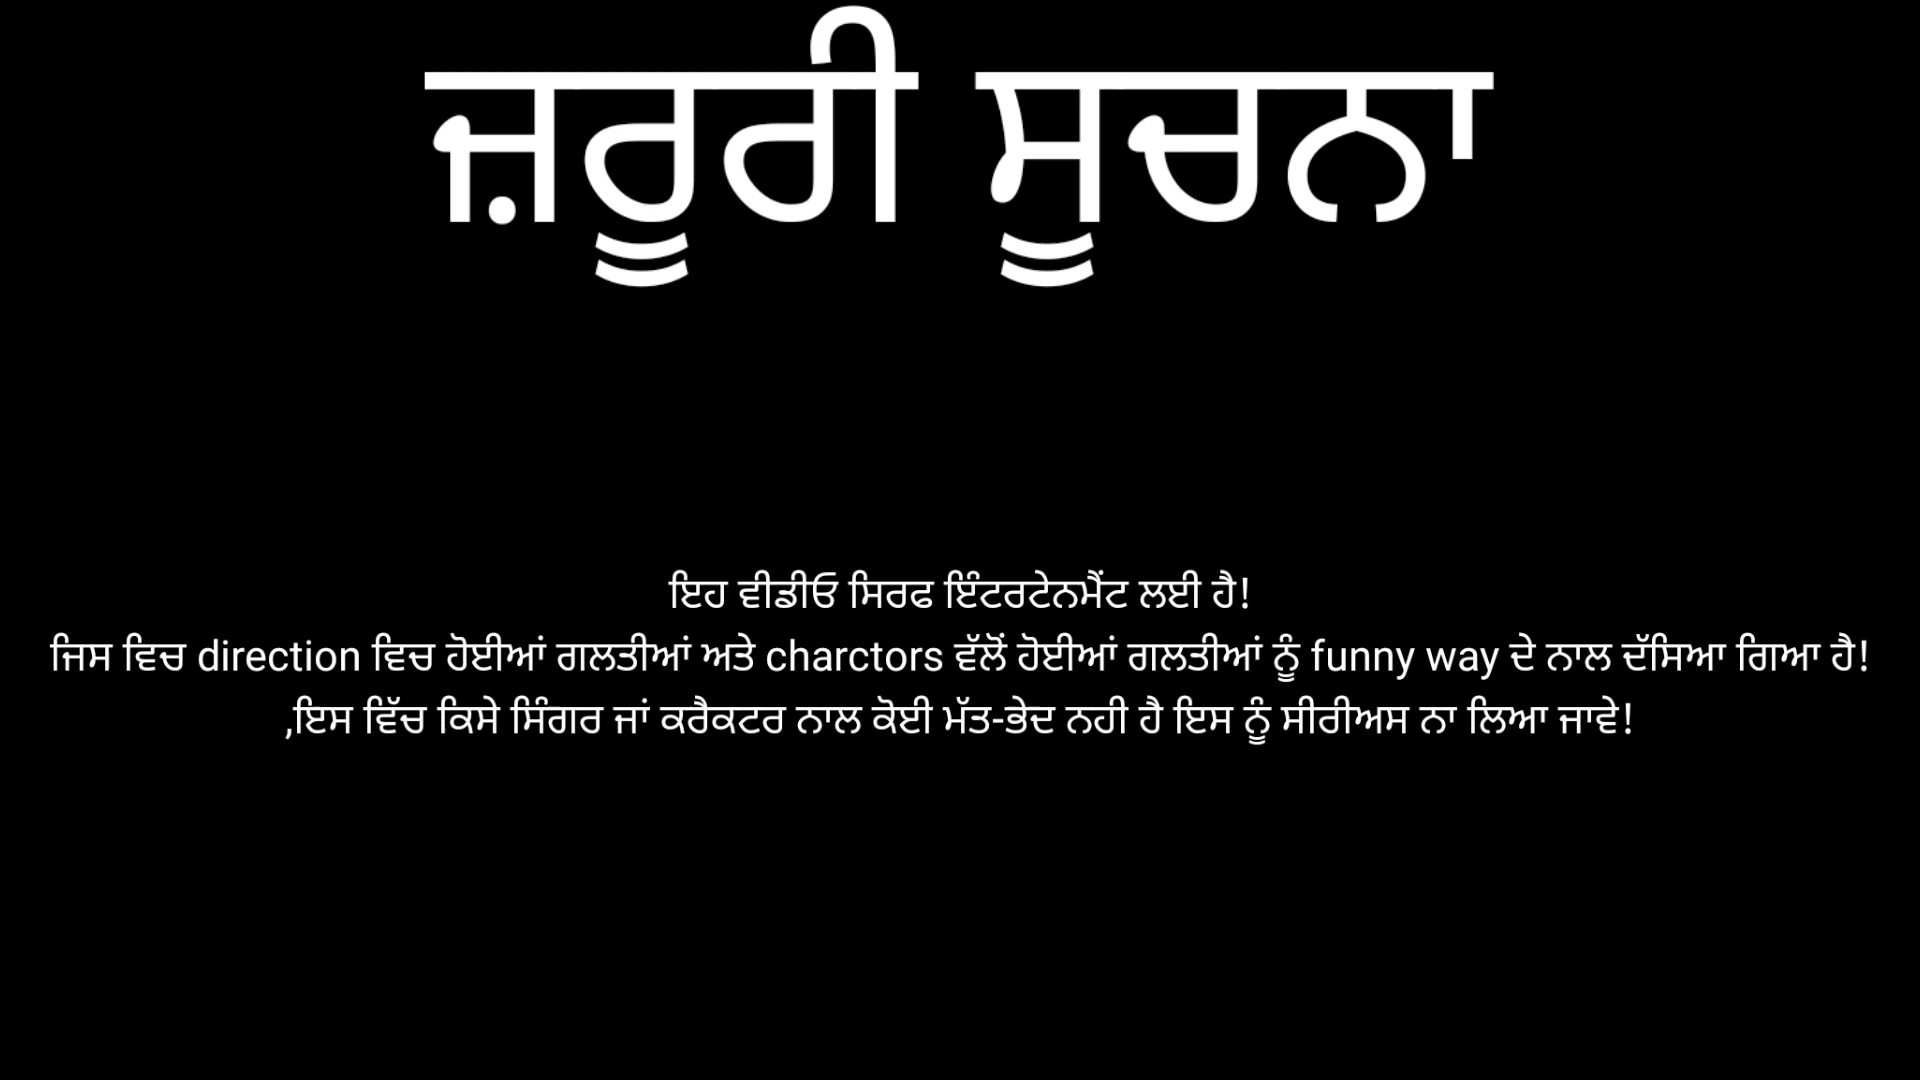 ਜ਼ਰੂਰੀ ਸੂਚਨਾ
ਇਹ ਵੀਡੀਓ ਸਿਰਫ ਇੰਟਰਟੇਨਮੈਂਟ ਲਈ ਹੈ!
ਜਿਸ ਵਿਚ direction ਵਿਚ ਹੋਈਆਂ ਗਲਤੀਆਂ ਅਤੇ charctors ਵੱਲੋਂ ਹੋਈਆਂ ਗਲਤੀਆਂ ਨੂੰ funny way ਦੇ ਨਾਲ ਦੱਸਿਆ ਗਿਆ ਹੈ!
,ਇਸ ਵਿੱਚ ਕਿਸੇ ਸਿੰਗਰ ਜਾਂ ਕਰੈਕਟਰ ਨਾਲ ਕੋਈ ਮੱਤ-ਭੇਦ ਨਹੀ ਹੈ ਇਸ ਨੂੰ ਸੀਰੀਅਸ ਨਾ ਲਿਆ ਜਾਵੇ!